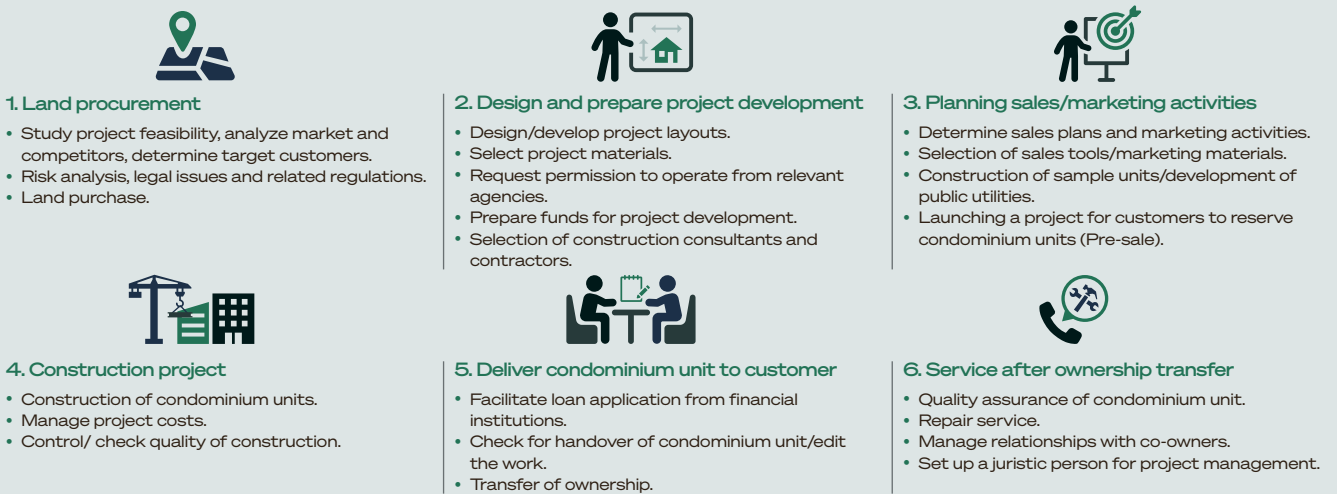 1. Land procurement
• Study project feasibility, analyze market and
competitors, determine target customers.
• Risk analysis, legal issues and related regulations.
• Land purchase.
2. Design and prepare project development
• Design/develop project layouts.
• Select project materials.
• Request permission to operate from relevant
agencies.
• Prepare funds for project development.
• Selection of construction consultants and
contractors.
3. Planning sales/marketing activities
• Determine sales plans and marketing activities.
• Selection of sales tools/marketing materials.
• Construction of sample units/development of
public utilities.
• Launching a project for customers to reserve
condominium units (Pre-sale).
4. Construction project
• Construction of condominium units.
• Manage project costs.
• Control/ check quality of construction.
5. Deliver condominium unit to customer
• Facilitate loan application from financial
institutions.
• Check for handover of condominium unit/edit
the work.
• Transfer of ownership.
6. Service after ownership transfer
• Quality assurance of condominium unit.
• Repair service.
• Manage relationships with co-owners.
• Set up a juristic person for project management.